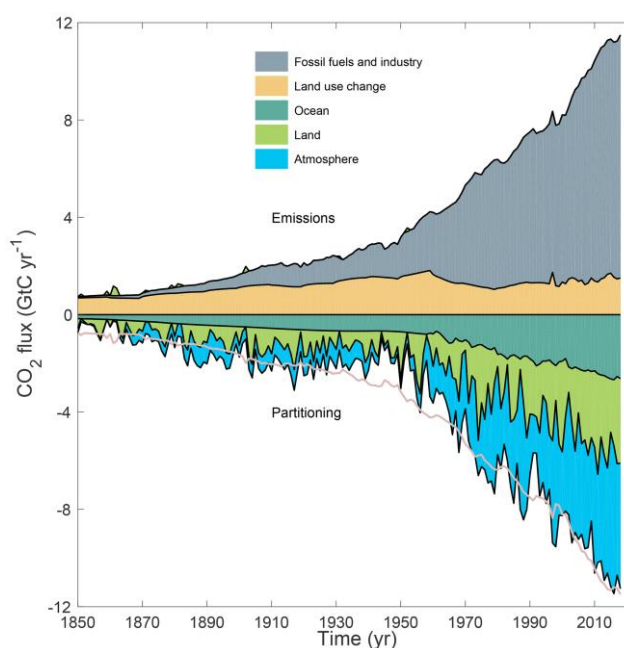 12
8
4
0
-4
-8
-12
CO2 flux (GtC yr-1)
Fossil fuels and industry
Land use change
Ocean
Land
Atmosphere
Emissions
Partitioning
1850 1870 1890 1910 1930 1950 1970 1990 2010
Time (yr)